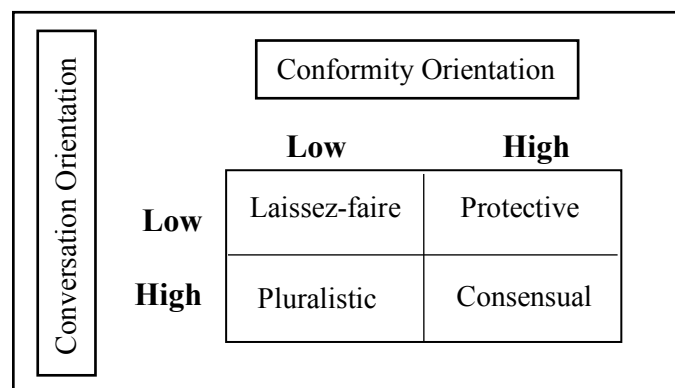 Conversation Orientation
Conformity Orientation
Low High
Low Laissez-faire Protective
High Pluralistic Consensual